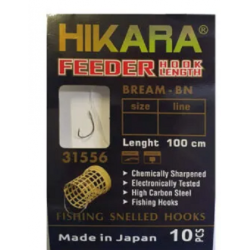 HIKARA®
FEEDER HOOK LENGTH
BREAM - BN
size line
Lenght 100 cm
31556
Chemically Sharpened
Electronically Tested
High Carbon Steel
Fishing Hooks
FISHING SNELLED HOOKS
Made in Japan 10 PCS